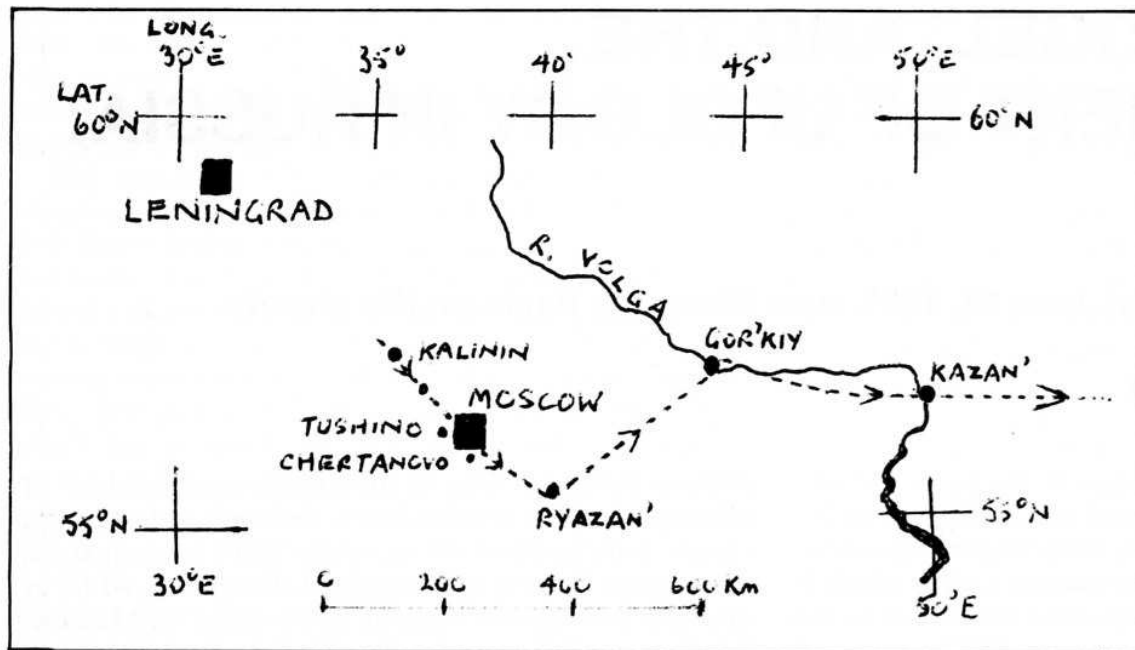 LONG.
30°E 35° 40° 45° 50°E
LAT.
60°N 60°N
LENINGRAD
R. VOLGA
GOR'KIY
KALININ
KAZAN'
MOSCOW
TUSHINO
CHERTANOVO
RYAZAN'
55°N 55°N
30°E 0 200 400 600 Km
50°E